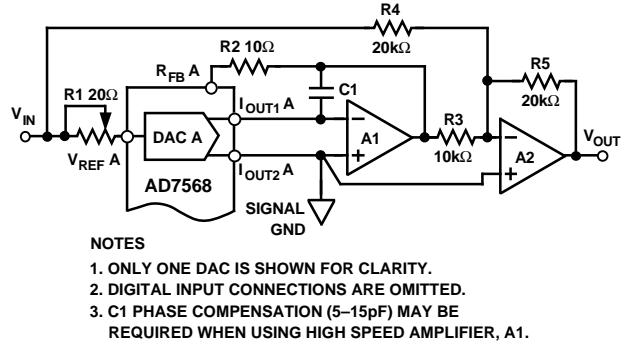 R4
20kΩ
R2 10Ω
R5
20kΩ
RFB A
C1
R1 20Ω
VIN
IOUT1 A
A1
R3
10kΩ
DAC A
VREF A
IOUT2 A
A2
VOUT
AD7568
SIGNAL
GND
NOTES
1. ONLY ONE DAC IS SHOWN FOR CLARITY.
2. DIGITAL INPUT CONNECTIONS ARE OMITTED.
3. C1 PHASE COMPENSATION (5–15pF) MAY BE
REQUIRED WHEN USING HIGH SPEED AMPLIFIER, A1.